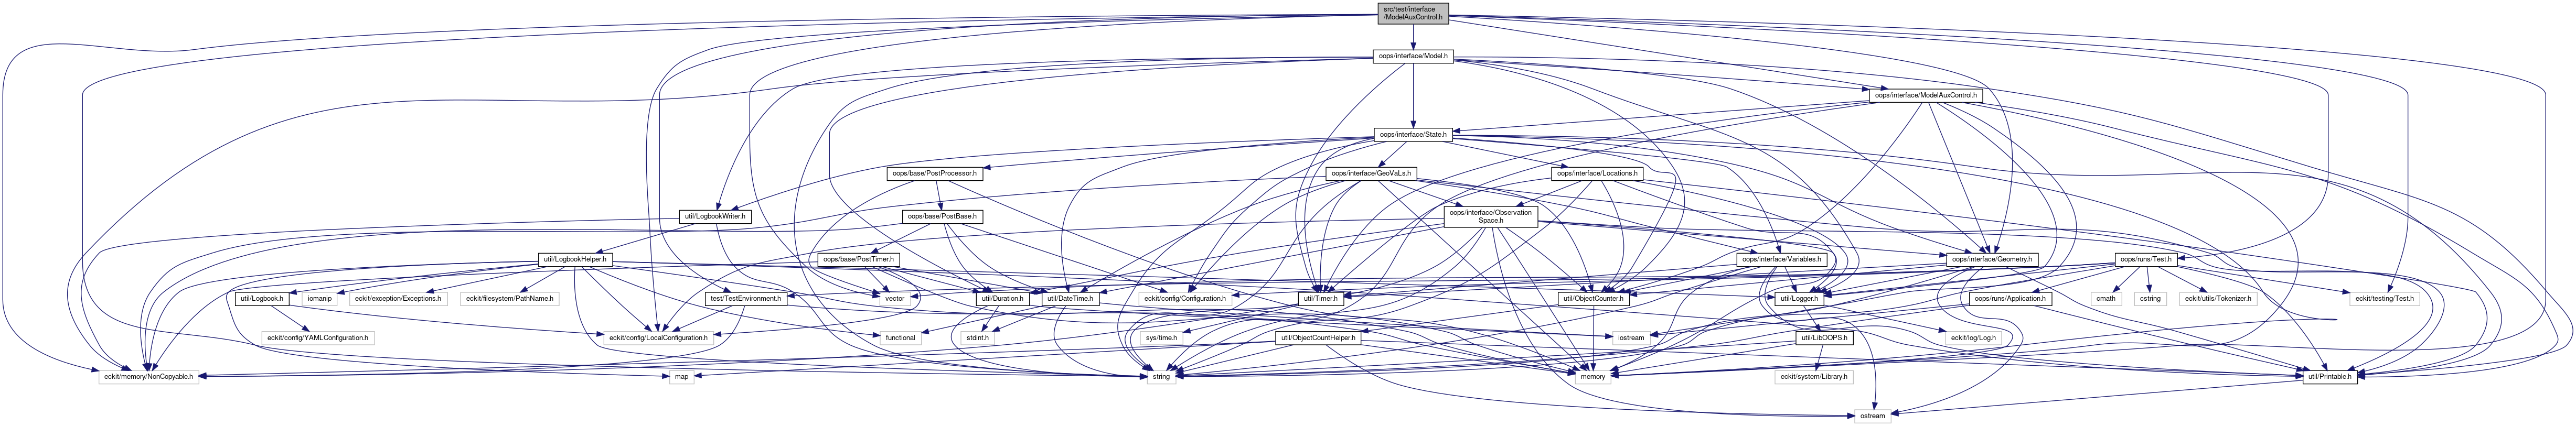 src/test/interface
/ModelAuxControl.h
oops/interface/Model.h
oops/interface/ModelAuxControl.h
oops/interface/State.h
oops/base/PostProcessor.h
oops/interface/GeoVaLs.h
oops/interface/Locations.h
util/LogbookWriter.h
oops/base/PostBase.h
oops/interface/Observation
Space.h
util/LogbookHelper.h
oops/base/PostTimer.h
oops/interface/Variables.h
oops/interface/Geometry.h
oops/runs/Test.h
util/Logbook.h
iomanip
eckit/exception/Exceptions.h
eckit/filesystem/PathName.h
test/TestEnvironment.h
vector
util/Duration.h
util/DateTime.h
eckit/config/Configuration.h
util/Timer.h
util/ObjectCounter.h
util/Logger.h
oops/runs/Application.h
cmath
cstring
eckit/utils/Tokenizer.h
eckit/testing/Test.h
eckit/config/YAMLConfiguration.h
eckit/config/LocalConfiguration.h
functional
stdint.h
sys/time.h
util/ObjectCountHelper.h
iostream
util/LibOOPS.h
eckit/log/Log.h
eckit/memory/NonCopyable.h
map
string
memory
eckit/system/Library.h
util/Printable.h
ostream